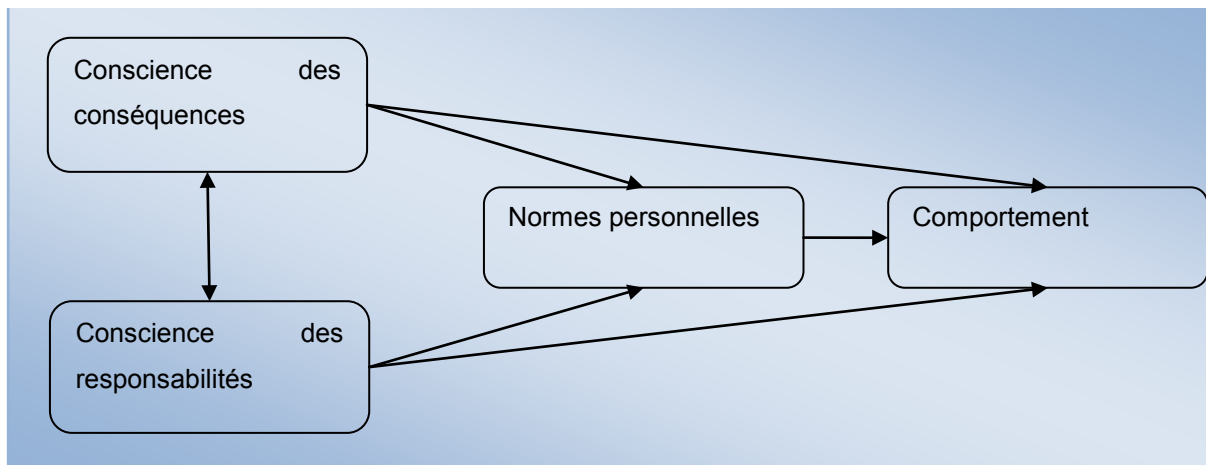 Conscience des
conséquences
Normes personnelles
Comportement
Conscience des
responsabilités